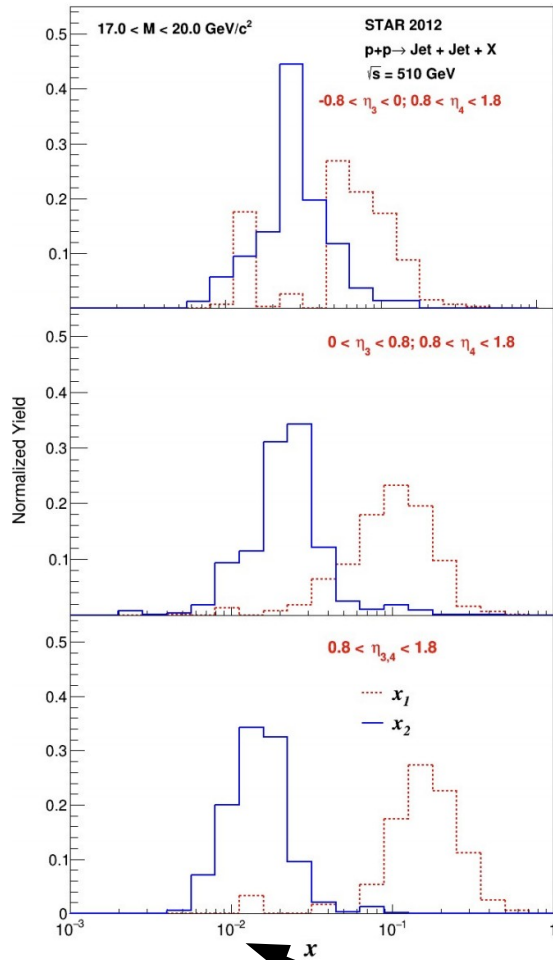 17.0 < M < 20.0 GeV/c²
STAR 2012
p+p→ Jet + Jet + X
√s = 510 GeV
-0.8 < η₃ < 0; 0.8 < η₄ < 1.8
0.5
0.4
0.3
0.2
0.1
0 < η₃ < 0.8; 0.8 < η₄ < 1.8
0.5
0.4
0.3
0.2
0.1
Normalized Yield
0.8 < η₃,₄ < 1.8
x₁
x₂
0.5
0.4
0.3
0.2
0.1
0
10⁻³
10⁻²
10⁻¹
1
x